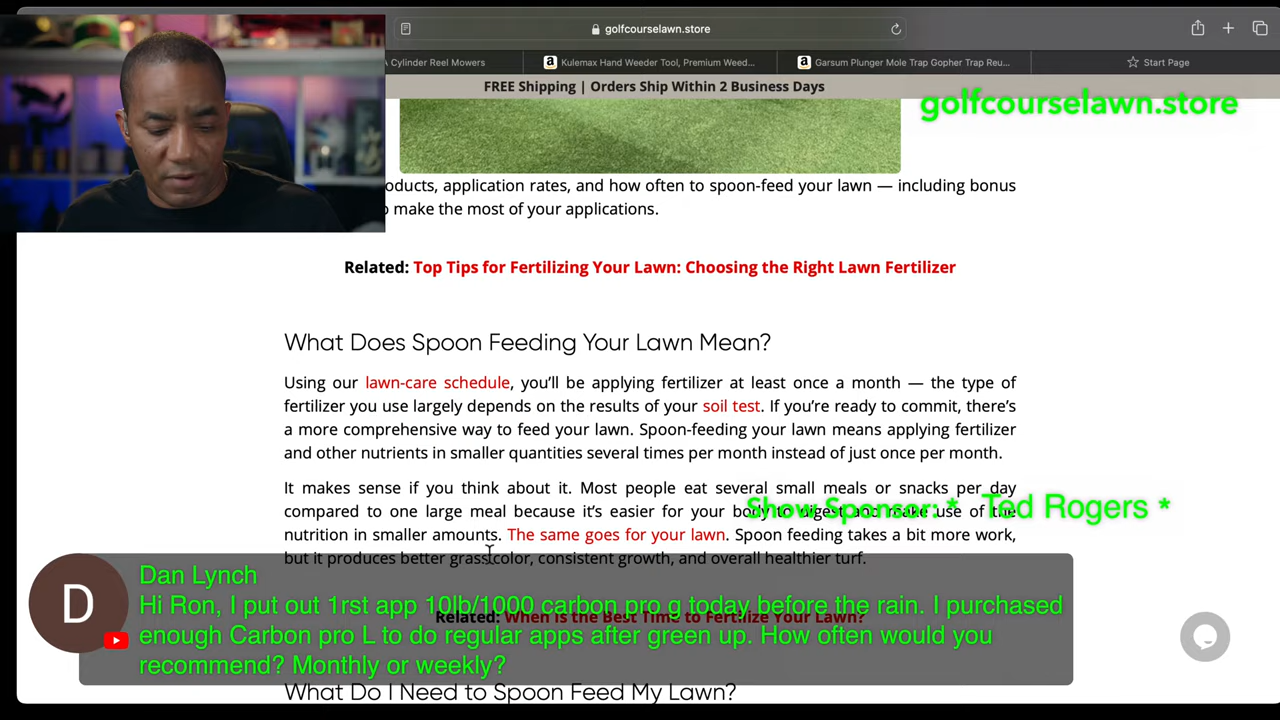 golfcourselawn.store
A Cylinder Reel Mowers
Kulemax Hand Weeder Tool, Premium Weed...
Garsum Plunger Mole Trap Gopher Trap Reu...
Start Page
FREE Shipping | Orders Ship Within 2 Business Days
golfcourselawn.store
oducts, application rates, and how often to spoon-feed your lawn — including bonus
o make the most of your applications.
Related: Top Tips for Fertilizing Your Lawn: Choosing the Right Lawn Fertilizer
What Does Spoon Feeding Your Lawn Mean?
Using our lawn-care schedule, you'll be applying fertilizer at least once a month — the type of
fertilizer you use largely depends on the results of your soil test. If you're ready to commit, there's
a more comprehensive way to feed your lawn. Spoon-feeding your lawn means applying fertilizer
and other nutrients in smaller quantities several times per month instead of just once per month.
It makes sense if you think about it. Most people eat several small meals or snacks per day
compared to one large meal because it's easier for your body to digest and make use of the
Show Sponsor: * Ted Rogers *
nutrition in smaller amounts. The same goes for your lawn. Spoon feeding takes a bit more work,
but it produces better grass color, consistent growth, and overall healthier turf.
D
Dan Lynch
Hi Ron, I put out 1rst app 10lb/1000 carbon pro g today before the rain. I purchased
Related: When is the Best Time to Fertilize Your Lawn?
enough Carbon pro L to do regular apps after green up. How often would you
recommend? Monthly or weekly?
What Do I Need to Spoon Feed My Lawn?